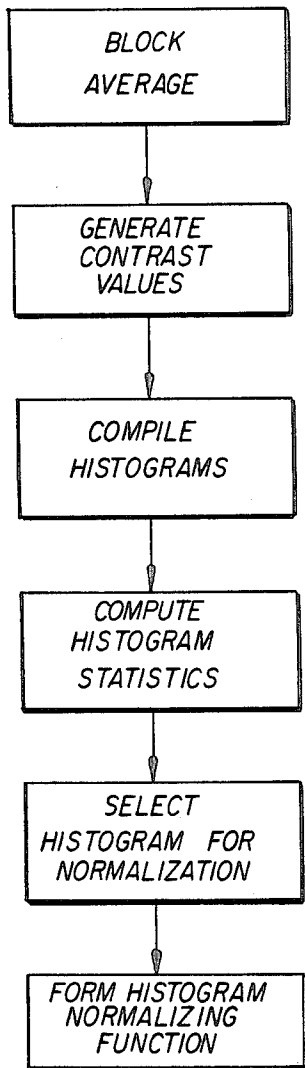 BLOCK
AVERAGE
GENERATE
CONTRAST
VALUES
COMPILE
HISTOGRAMS
COMPUTE
HISTOGRAM
STATISTICS
SELECT
HISTOGRAM FOR
NORMALIZATION
FORM HISTOGRAM
NORMALIZING
FUNCTION